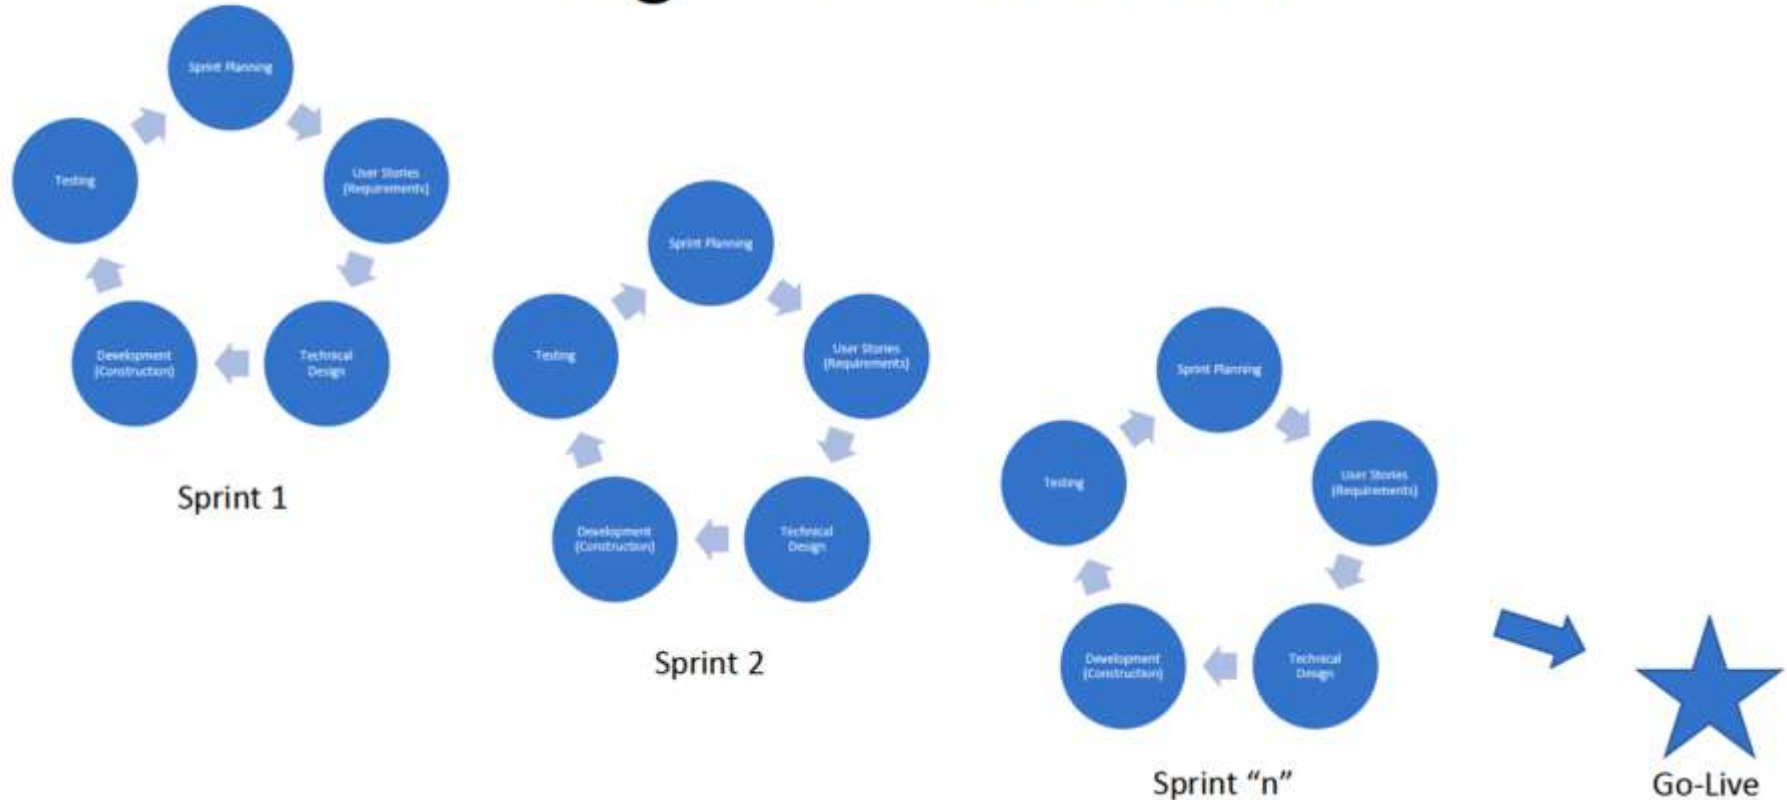 Sprint Planning
User Stories
(Requirements)
Technical
Design
Development
(Construction)
Testing
Sprint 1
Sprint Planning
User Stories
(Requirements)
Technical
Design
Development
(Construction)
Testing
Sprint 2
Sprint Planning
User Stories
(Requirements)
Technical
Design
Development
(Construction)
Testing
Sprint “n”
Go-Live